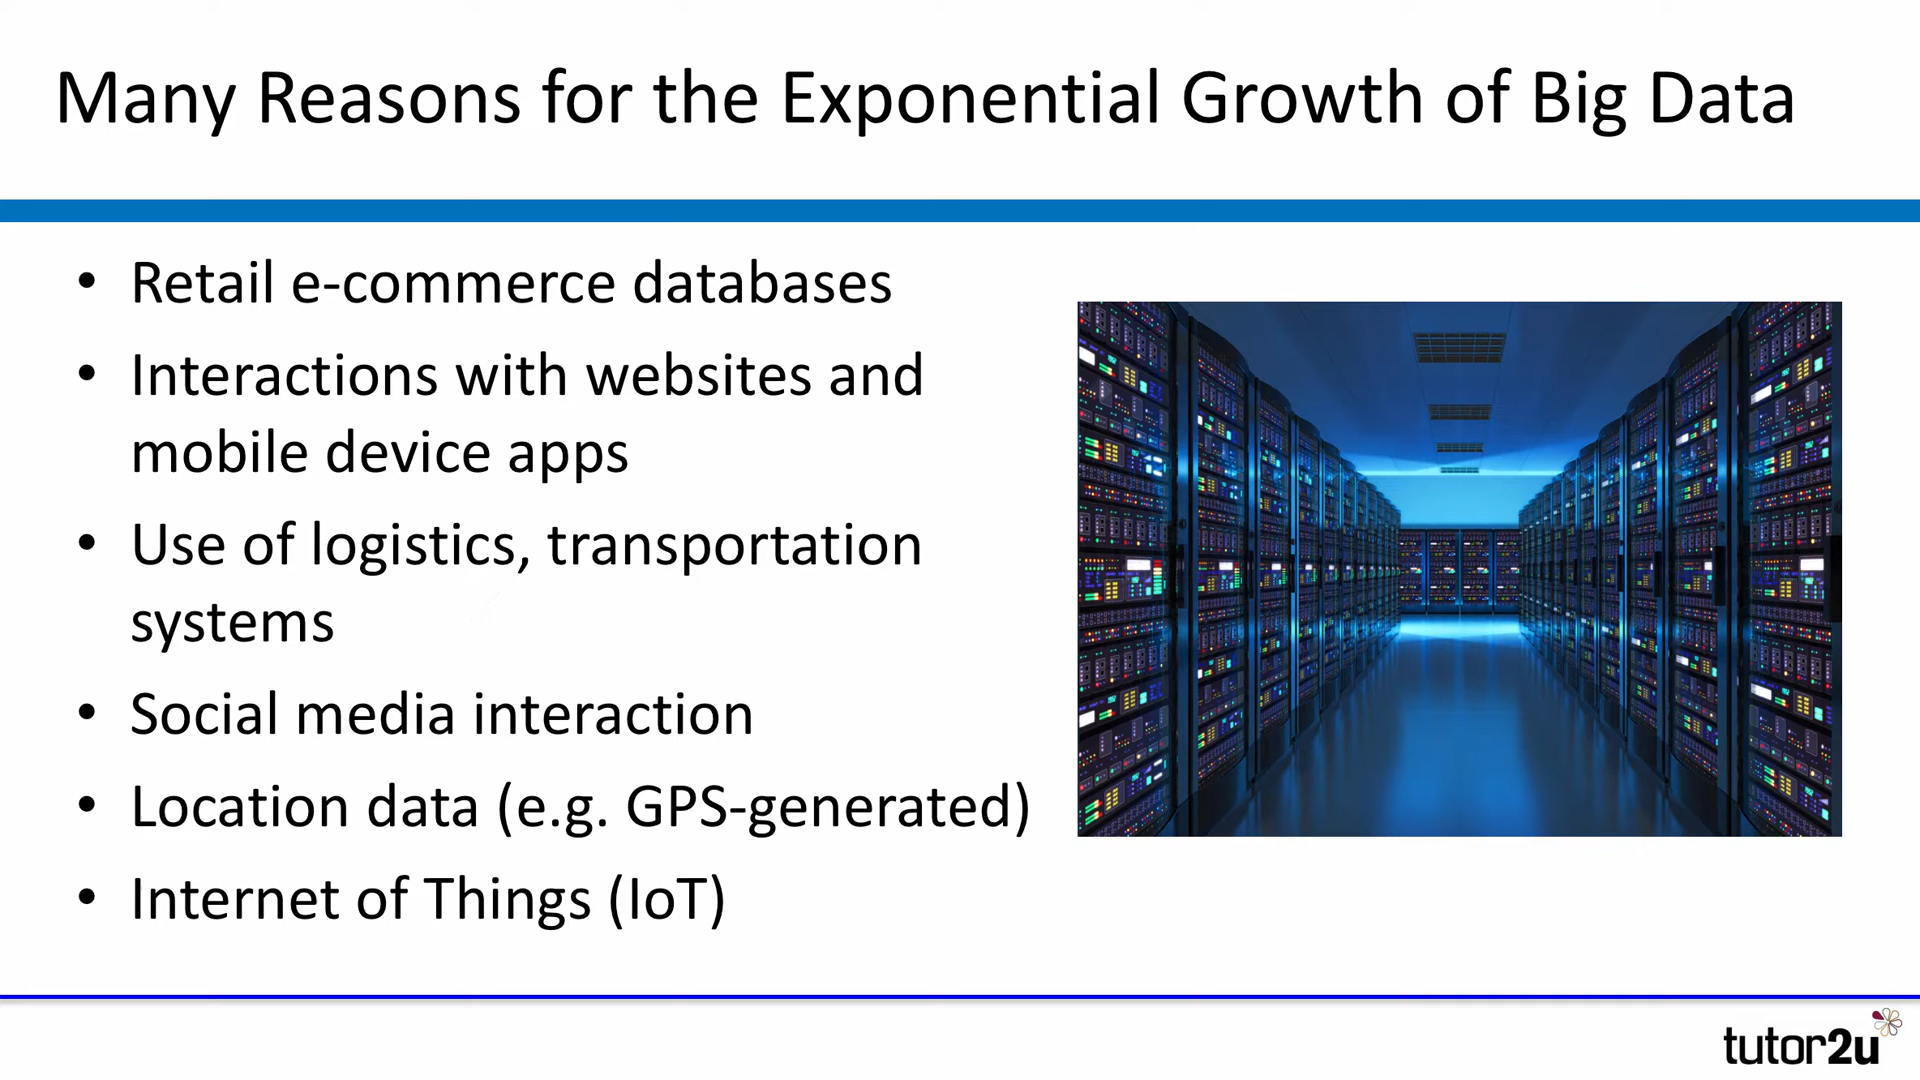 Many Reasons for the Exponential Growth of Big Data
• Retail e-commerce databases
• Interactions with websites and
mobile device apps
• Use of logistics, transportation
systems
• Social media interaction
• Location data (e.g. GPS-generated)
• Internet of Things (IoT)
tutor2u